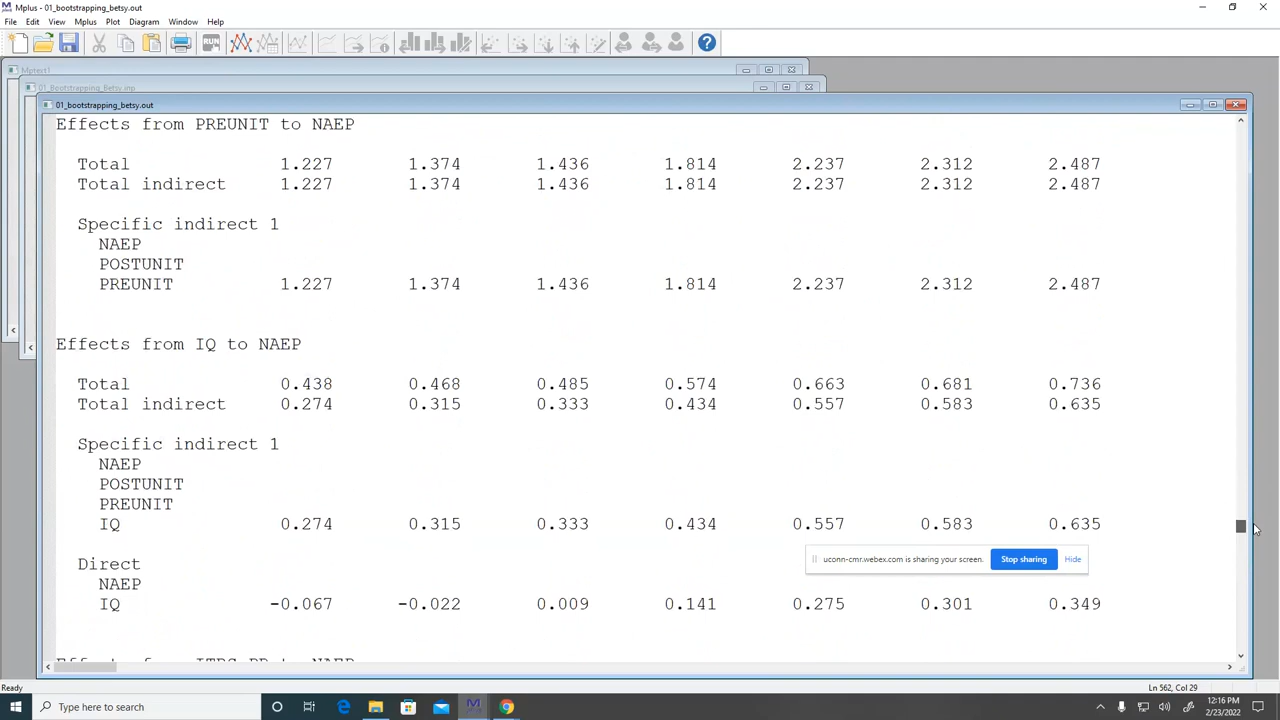 Mplus - 01_bootstrapping_betsy.out
File Edit View Mplus Plot Diagram Window Help
RUN
Mptext1
01_Bootstrapping_Betsy.inp
01_bootstrapping_betsy.out
Effects from PREUNIT to NAEP
Total 1.227 1.374 1.436 1.814 2.237 2.312 2.487
Total indirect 1.227 1.374 1.436 1.814 2.237 2.312 2.487
Specific indirect 1
NAEP
POSTUNIT
PREUNIT 1.227 1.374 1.436 1.814 2.237 2.312 2.487
Effects from IQ to NAEP
Total 0.438 0.468 0.485 0.574 0.663 0.681 0.736
Total indirect 0.274 0.315 0.333 0.434 0.557 0.583 0.635
Specific indirect 1
NAEP
POSTUNIT
PREUNIT
IQ 0.274 0.315 0.333 0.434 0.557 0.583 0.635
uconn-cmr.webex.com is sharing your screen. Stop sharing Hide
Direct
NAEP
IQ -0.067 -0.022 0.009 0.141 0.275 0.301 0.349
Ready Ln 562, Col 29
Type here to search
12:16 PM
2/23/2022